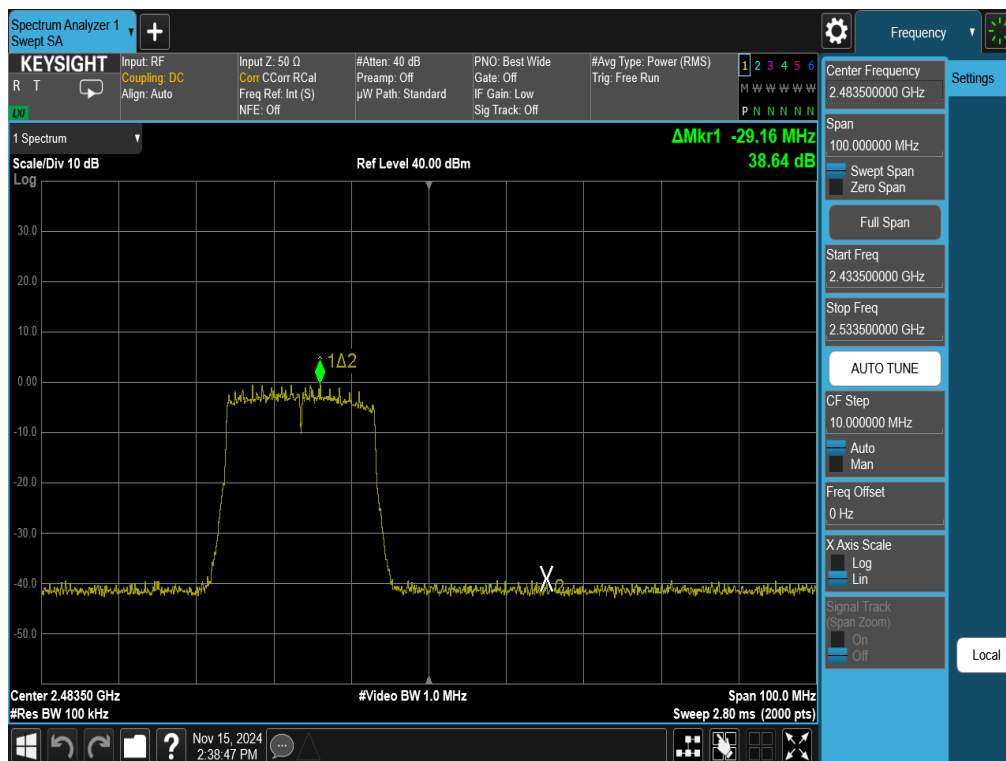 Spectrum Analyzer 1
Swept SA
Frequency
KEYSIGHT
R T
LXI
Input: RF
Coupling: DC
Align: Auto
Input Z: 50 Ω
Corr CCorr RCal
Freq Ref: Int (S)
NFE: Off
#Atten: 40 dB
Preamp: Off
µW Path: Standard
PNO: Best Wide
Gate: Off
IF Gain: Low
Sig Track: Off
#Avg Type: Power (RMS)
Trig: Free Run
1 2 3 4 5 6
M W W W W W
P N N N N N
1 Spectrum
ΔMkr1 -29.16 MHz
38.64 dB
Scale/Div 10 dB
Ref Level 40.00 dBm
Log
30.0
20.0
10.0
0.00
-10.0
-20.0
-30.0
-40.0
-50.0
1Δ2
2
Center 2.48350 GHz
#Video BW 1.0 MHz
Span 100.0 MHz
#Res BW 100 kHz
Sweep 2.80 ms (2000 pts)
Nov 15, 2024
2:38:47 PM
Center Frequency
2.483500000 GHz
Settings
Span
100.000000 MHz
Swept Span
Zero Span
Full Span
Start Freq
2.433500000 GHz
Stop Freq
2.533500000 GHz
AUTO TUNE
CF Step
10.000000 MHz
Auto
Man
Freq Offset
0 Hz
X Axis Scale
Log
Lin
Signal Track
(Span Zoom)
On
Off
Local